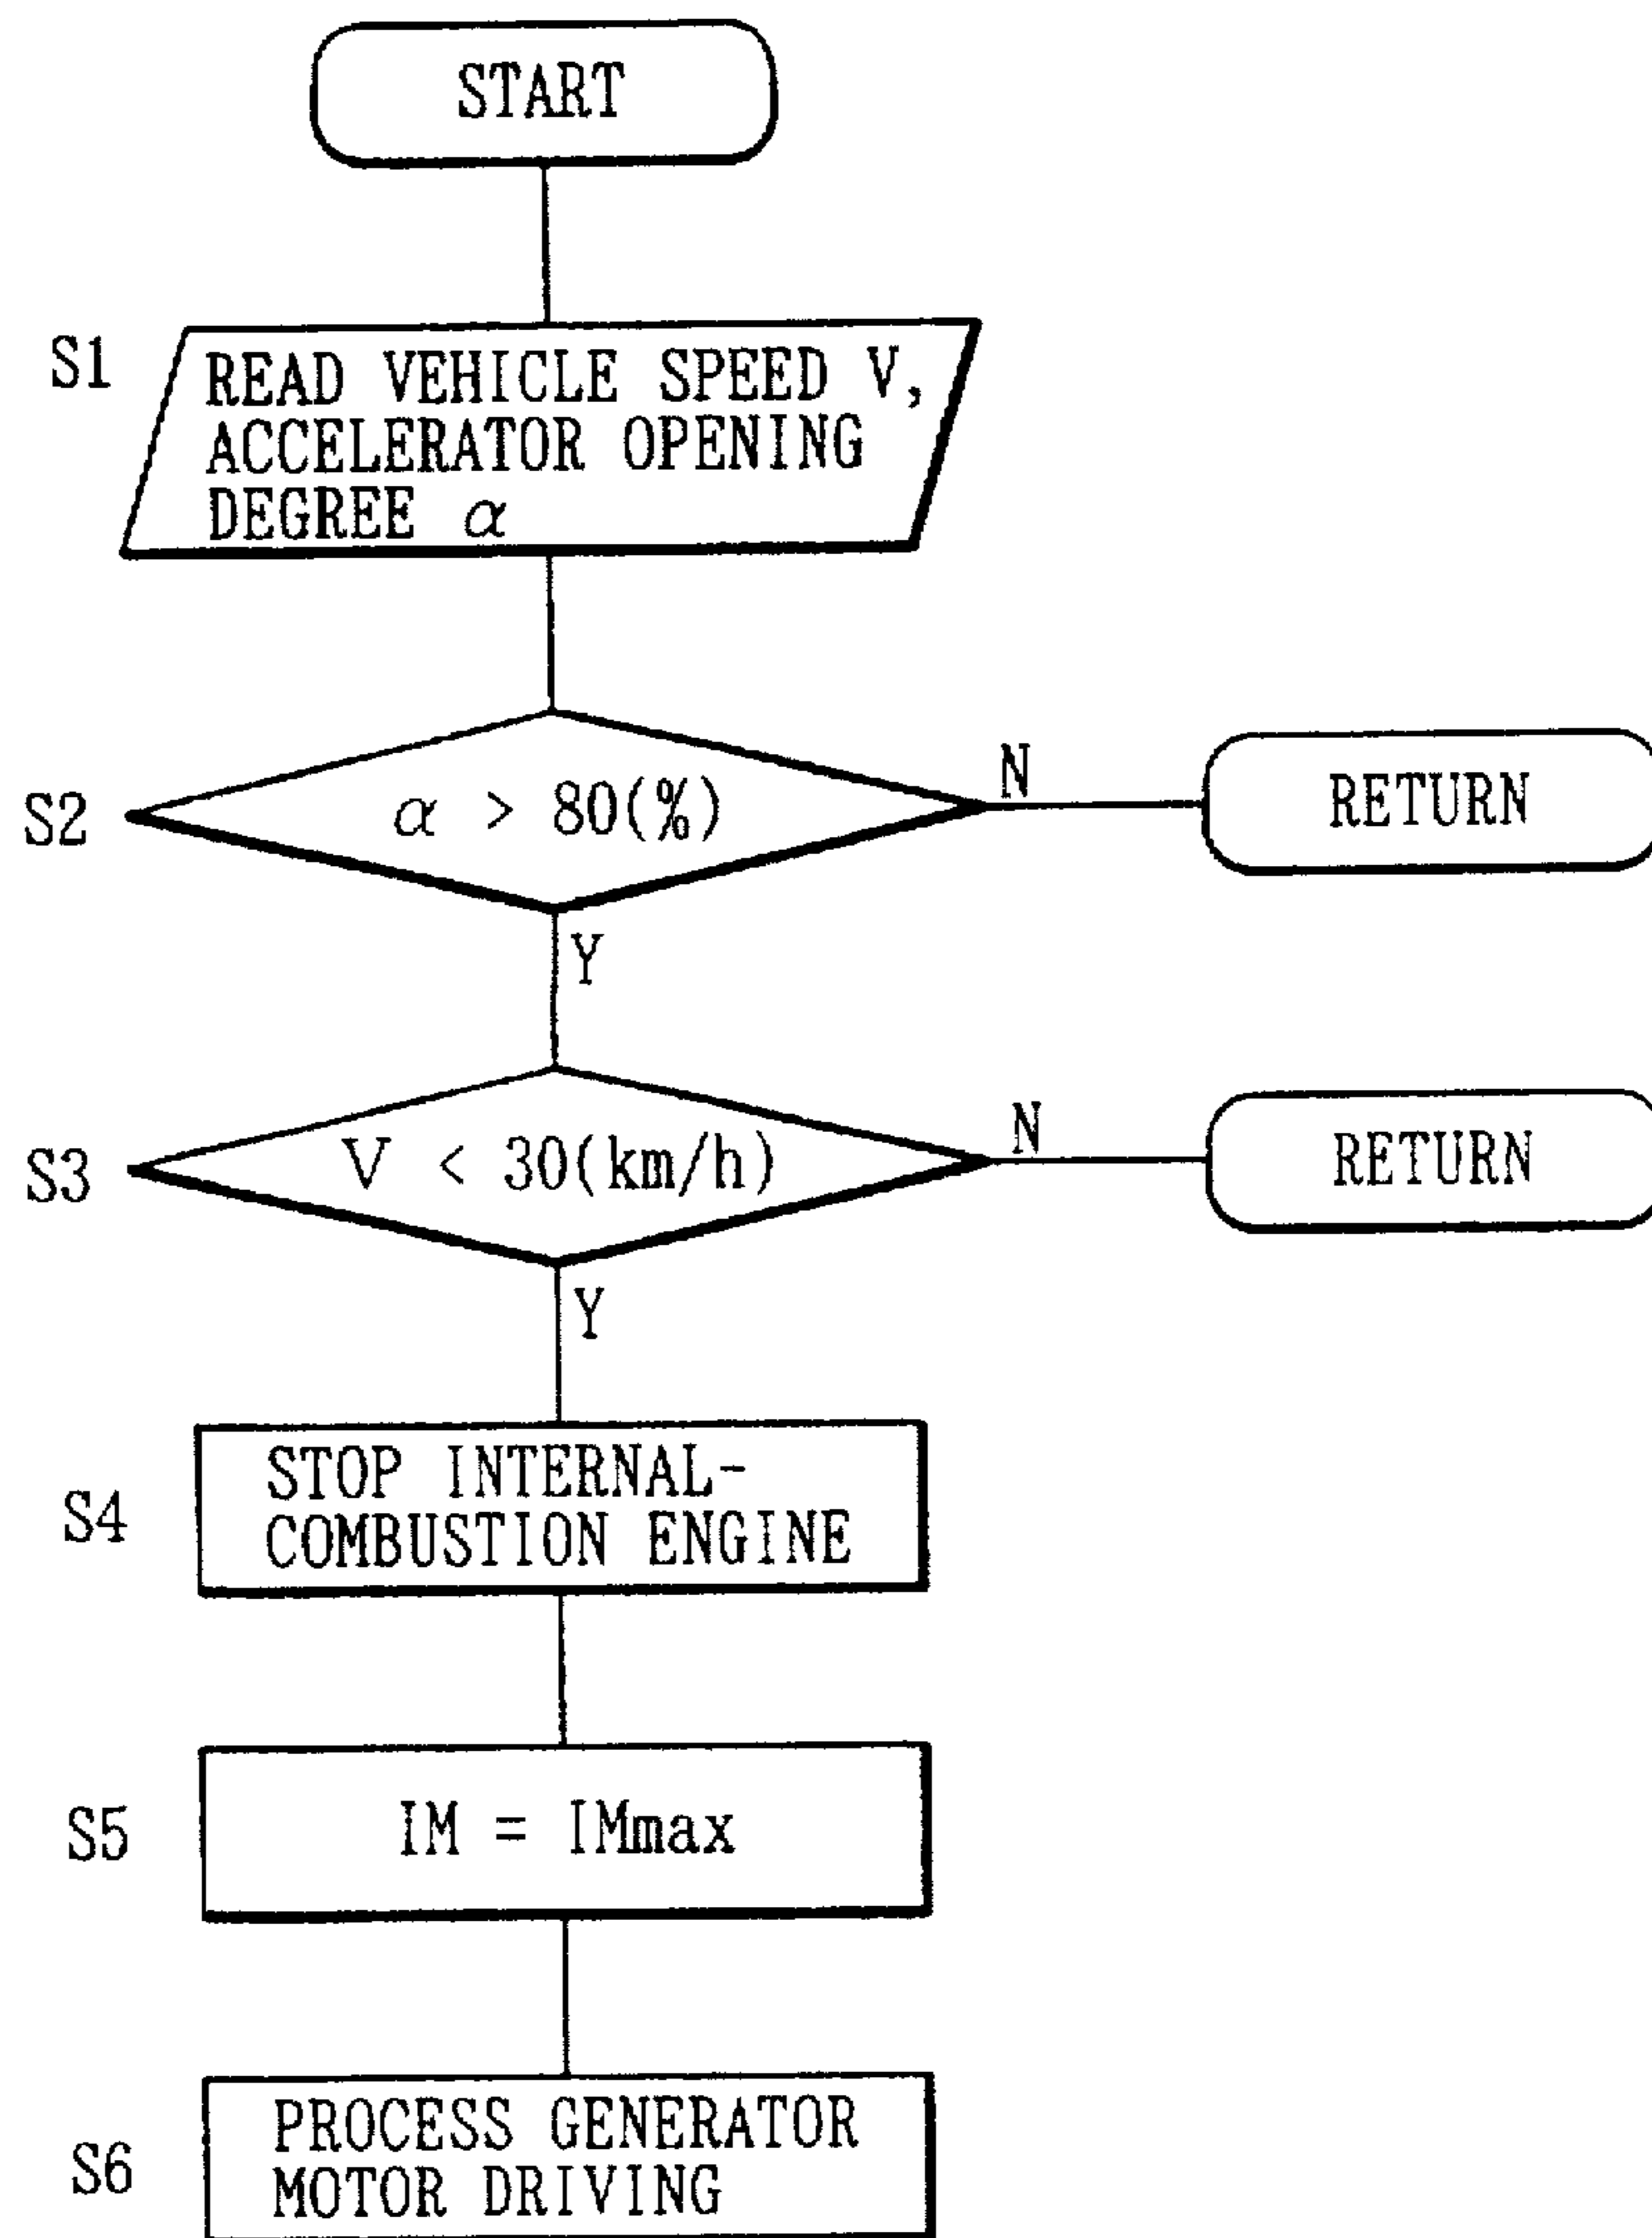 START
S1
READ VEHICLE SPEED V,
ACCELERATOR OPENING
DEGREE α
S2
α > 80(%)
N
RETURN
Y
S3
V < 30(km/h)
N
RETURN
Y
S4
STOP INTERNAL-
COMBUSTION ENGINE
S5
IM = IMmax
S6
PROCESS GENERATOR
MOTOR DRIVING